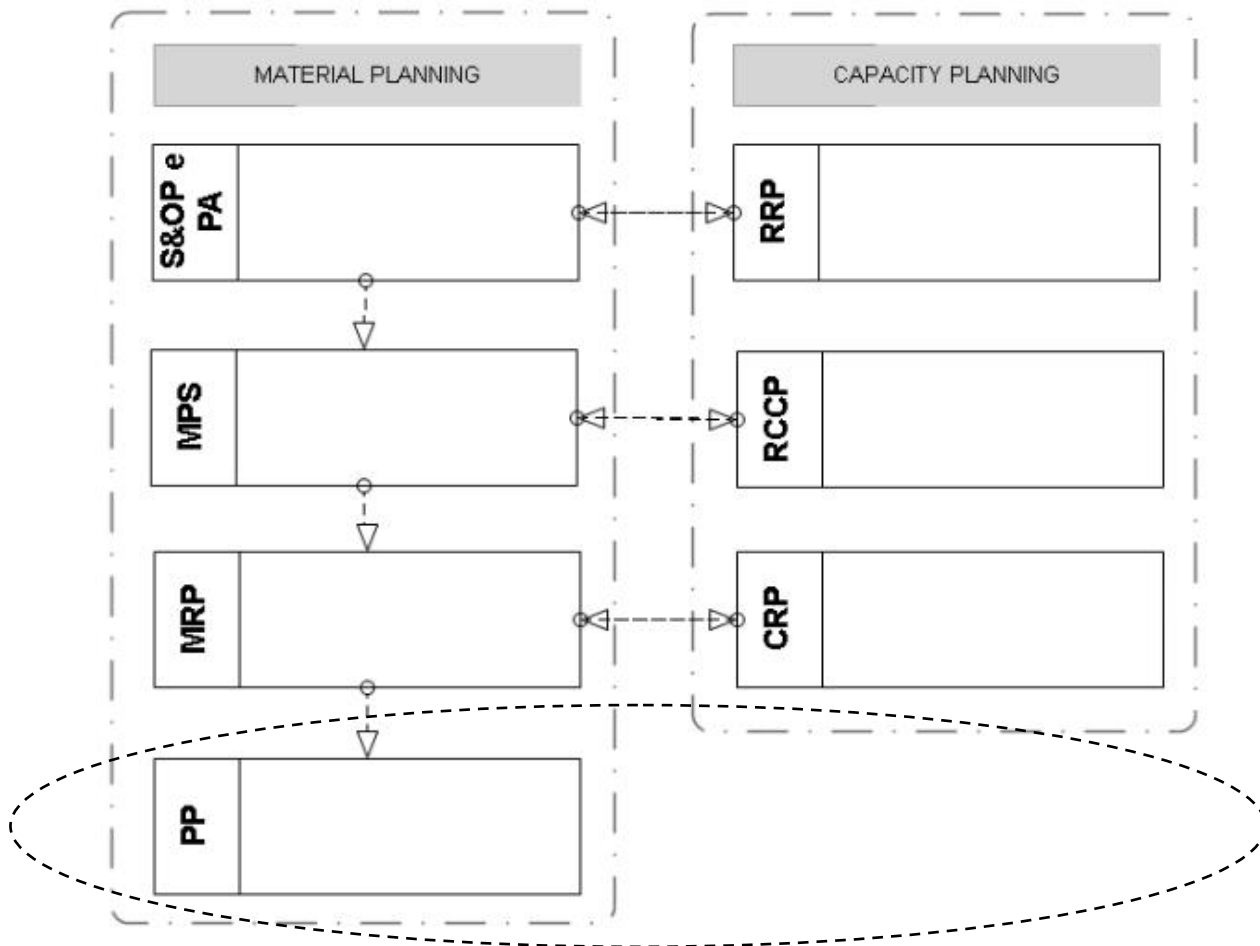 MATERIAL PLANNING
CAPACITY PLANNING
S&OP e
PA
RRP
MPS
RCCP
MRP
CRP
PP